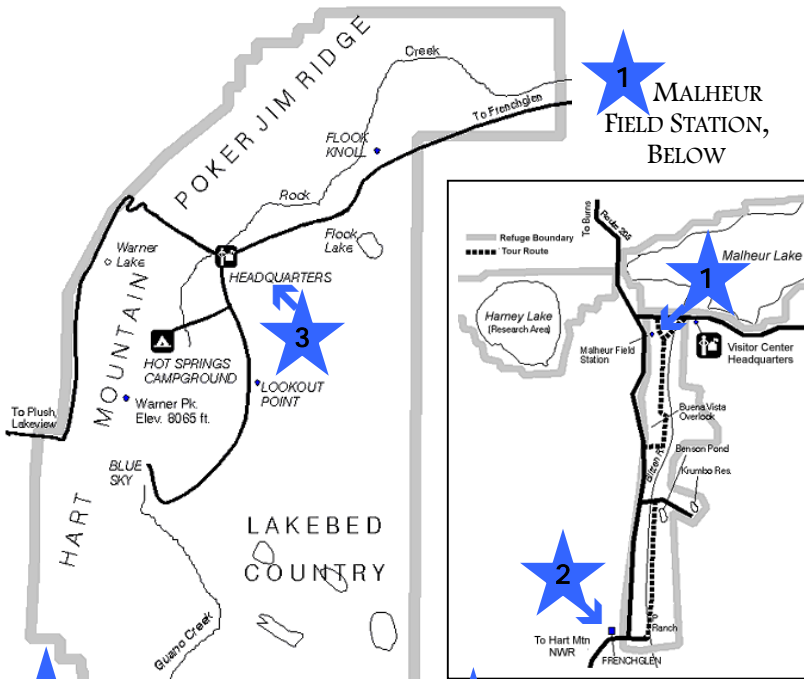 POKER JIM RIDGE
Creek
To Frenchglen
FLOOK
KNOLL
Rock
Flook
Lake
Warner
Lake
HEADQUARTERS
3
HOT SPRINGS
CAMPGROUND
LOOKOUT
POINT
Warner Pk.
Elev. 8065 ft.
To Plush,
Lakeview
HART MOUNTAIN
BLUE
SKY
LAKEBED
COUNTRY
Guano Creek
1
MALHEUR
FIELD STATION,
BELOW
To Burns
Route 205
Refuge Boundary
Tour Route
1
Malheur Lake
Harney Lake
(Research Area)
Malheur Field
Station
Visitor Center
Headquarters
Buena Vista
Overlook
Blitzen R.
Benson Pond
Krumbo Res.
2
Ranch
To Hart Mtn
NWR
FRENCHGLEN